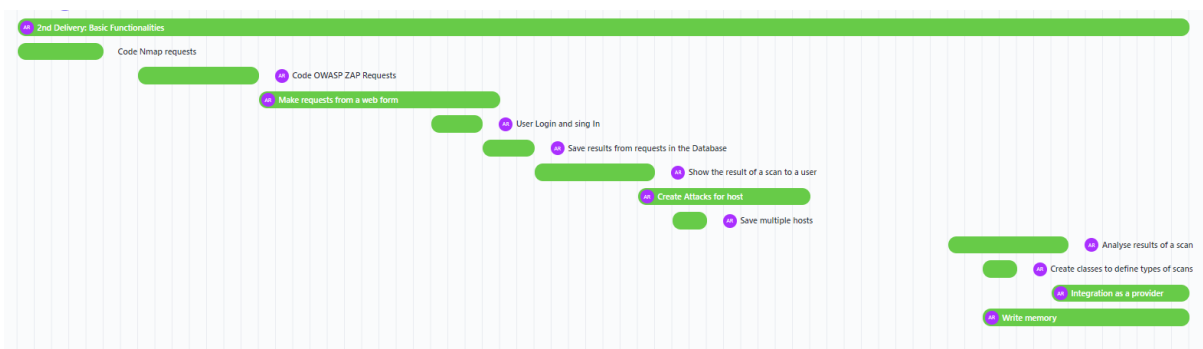 AR 2nd Delivery: Basic Functionalities
Code Nmap requests
AR Code OWASP ZAP Requests
AR Make requests from a web form
AR User Login and sing In
AR Save results from requests in the Database
AR Show the result of a scan to a user
AR Create Attacks for host
AR Save multiple hosts
AR Analyse results of a scan
AR Create classes to define types of scans
AR Integration as a provider
AR Write memory